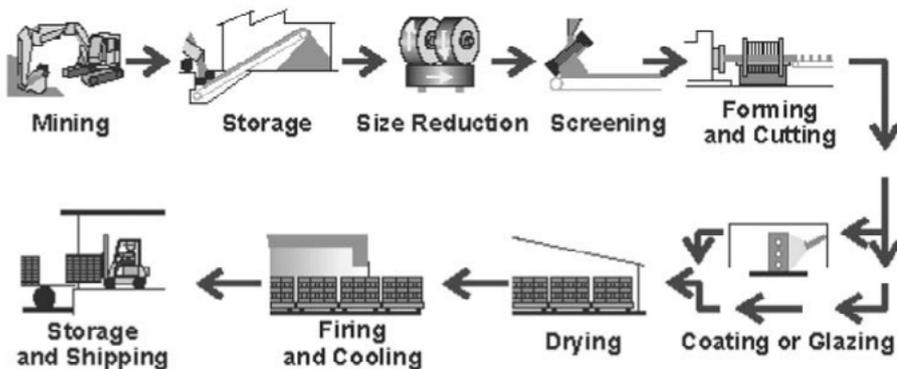 Mining
Storage
Size Reduction
Screening
Forming
and Cutting
Storage
and Shipping
Firing
and Cooling
Drying
Coating or Glazing